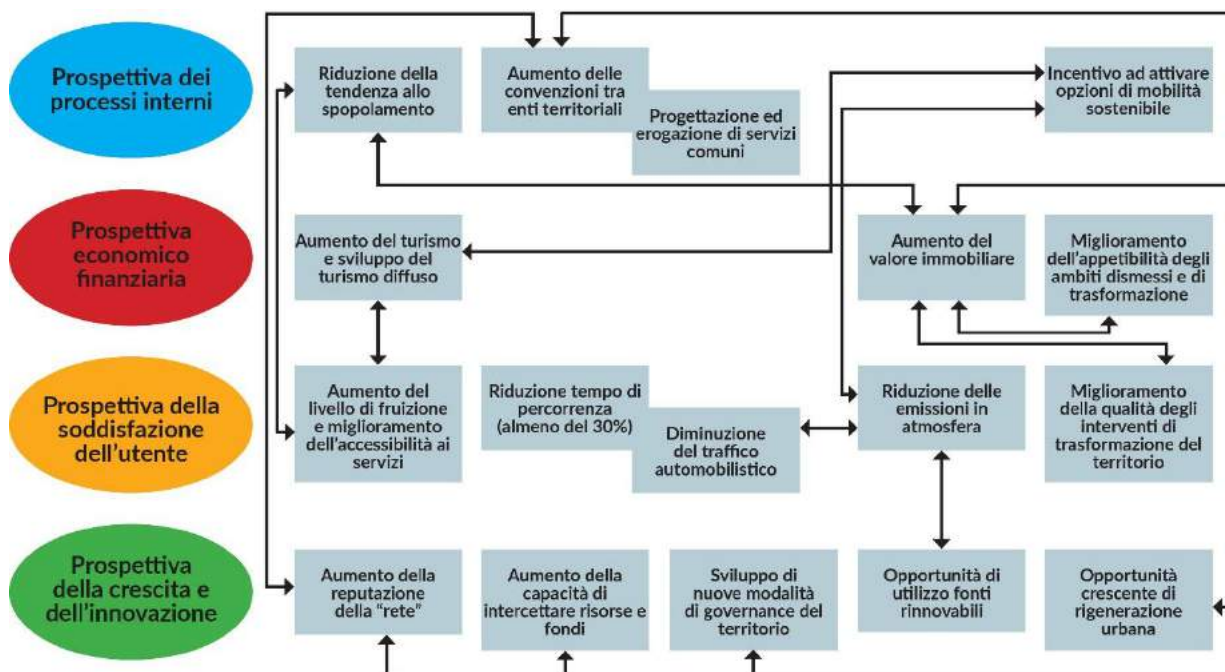 Prospettiva dei
processi interni
Riduzione della
tendenza allo
spopolamento
Aumento delle
convenzioni tra
enti territoriali
Progettazione ed
erogazione di servizi
comuni
Incentivo ad attivare
opzioni di mobilità
sostenibile
Prospettiva
economico
finanziaria
Aumento del turismo
e sviluppo del
turismo diffuso
Aumento del
valore immobiliare
Miglioramento
dell'appetibilità degli
ambiti dismessi e di
trasformazione
Prospettiva della
soddisfazione
dell'utente
Aumento del
livello di fruizione
e miglioramento
dell'accessibilità ai
servizi
Riduzione tempo di
percorrenza
(almeno del 30%)
Diminuzione
del traffico
automobilistico
Riduzione delle
emissioni in
atmosfera
Miglioramento
della qualità degli
interventi di
trasformazione del
territorio
Prospettiva
della crescita e
dell'innovazione
Aumento della
reputazione
della "rete"
Aumento della
capacità di
intercettare risorse e
fondi
Sviluppo di
nuove modalità
di governance del
territorio
Opportunità di
utilizzo fonti
rinnovabili
Opportunità
crescente di
rigenerazione
urbana